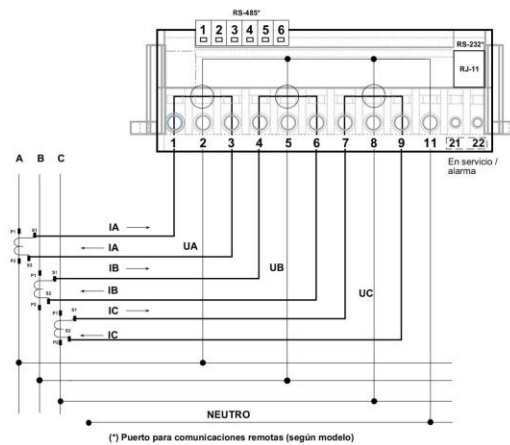 RS-485*
1 2 3 4 5 6
RS-232*
RJ-11
1 2 3 4 5 6 7 8 9 11 21 22
En servicio /
alarma
A B C
P1 S1 IA
IA UA
P2 S2
P1 S1 IB UB
S2 IB
P2
UC
P1 S1 IC
S2
P2 IC
NEUTRO
(*) Puerto para comunicaciones remotas (según modelo)